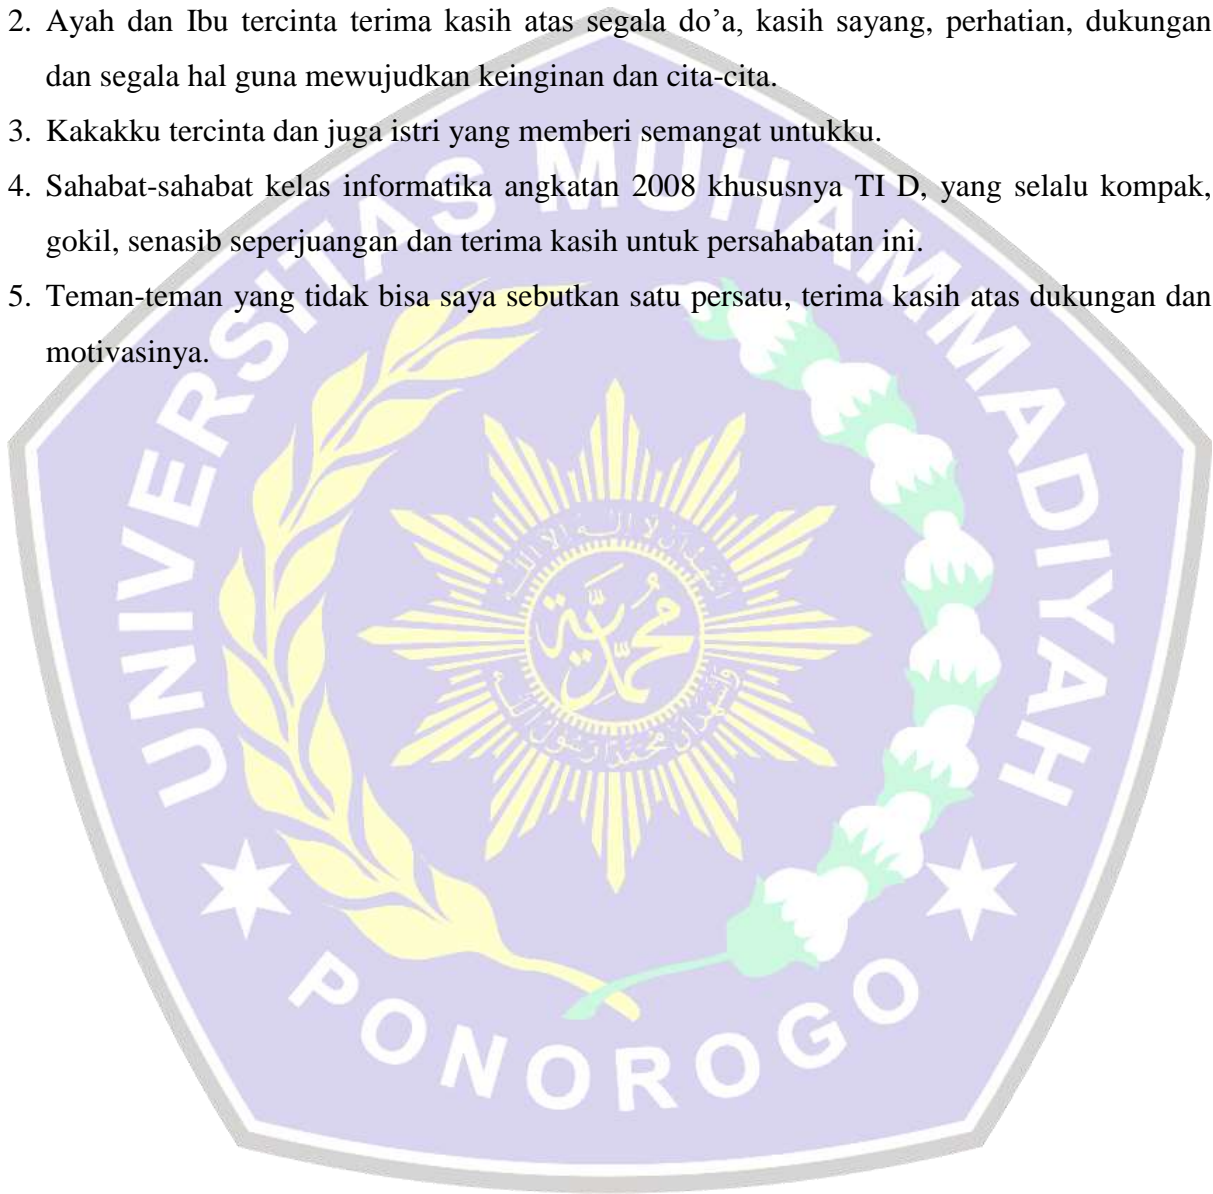 2. Ayah dan Ibu tercinta terima kasih atas segala do’a, kasih sayang, perhatian, dukungan
dan segala hal guna mewujudkan keinginan dan cita-cita.
3. Kakakku tercinta dan juga istri yang memberi semangat untukku.
4. Sahabat-sahabat kelas informatika angkatan 2008 khususnya TI D, yang selalu kompak,
gokil, senasib seperjuangan dan terima kasih untuk persahabatan ini.
5. Teman-teman yang tidak bisa saya sebutkan satu persatu, terima kasih atas dukungan dan
motivasinya.
UNIVERSITAS MUHAMMADIYAH
محمدية
PONOROGO